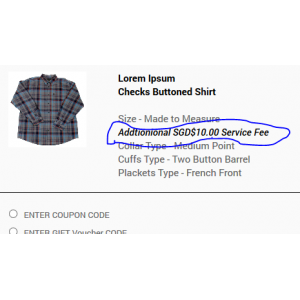 Lorem Ipsum
Checks Buttoned Shirt
Size - Made to Measure
Addtionional SGD$10.00 Service Fee
Collar Type - Medium Point
Cuffs Type - Two Button Barrel
Plackets Type - French Front
ENTER COUPON CODE
ENTER GIFT Voucher CODE